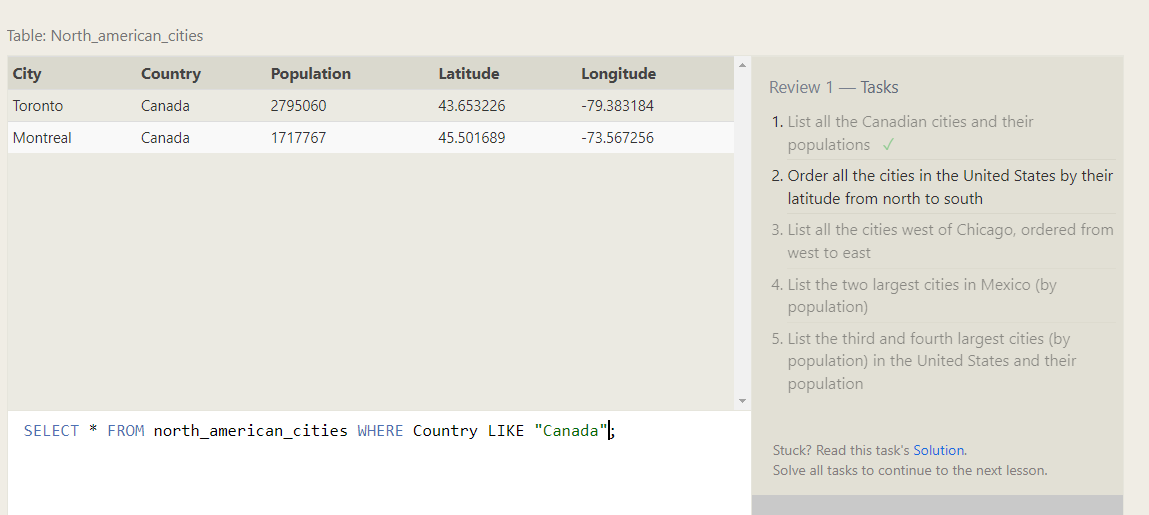 Table: North_american_cities
City Country Population Latitude Longitude
Toronto Canada 2795060 43.653226 -79.383184
Montreal Canada 1717767 45.501689 -73.567256
SELECT * FROM north_american_cities WHERE Country LIKE "Canada";
Review 1 — Tasks
1. List all the Canadian cities and their
populations ✓
2. Order all the cities in the United States by their
latitude from north to south
3. List all the cities west of Chicago, ordered from
west to east
4. List the two largest cities in Mexico (by
population)
5. List the third and fourth largest cities (by
population) in the United States and their
population
Stuck? Read this task's Solution.
Solve all tasks to continue to the next lesson.